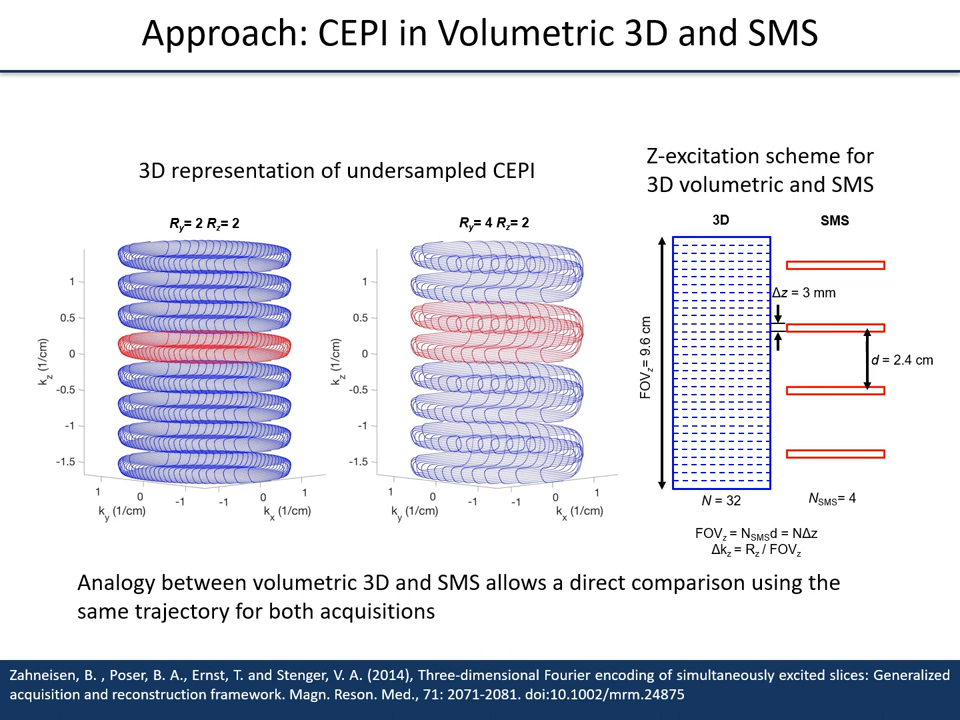 Approach: CEPI in Volumetric 3D and SMS
3D representation of undersampled CEPI
Z-excitation scheme for
3D volumetric and SMS
Ry= 2 Rz= 2
Ry= 4 Rz= 2
3D
SMS
1
0.5
0
-0.5
-1
-1.5
kz (1/cm)
1
0
-1
-1
0
1
ky (1/cm)
kx (1/cm)
1
0.5
0
-0.5
-1
-1.5
kz (1/cm)
1
0
-1
-1
0
1
ky (1/cm)
kx (1/cm)
FOVz= 9.6 cm
Δz = 3 mm
d = 2.4 cm
N = 32
NSMS= 4
FOVz = NSMSd = NΔz
Δkz = Rz / FOVz
Analogy between volumetric 3D and SMS allows a direct comparison using the
same trajectory for both acquisitions
Zahneisen, B. , Poser, B. A., Ernst, T. and Stenger, V. A. (2014), Three-dimensional Fourier encoding of simultaneously excited slices: Generalized
acquisition and reconstruction framework. Magn. Reson. Med., 71: 2071-2081. doi:10.1002/mrm.24875